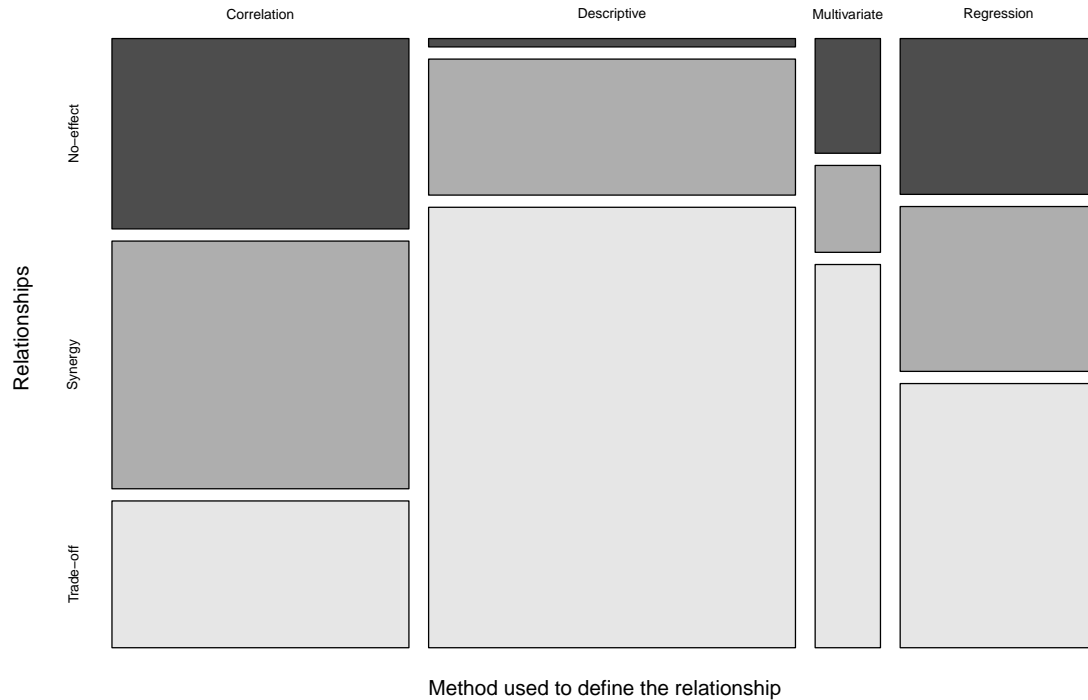 Correlation
Descriptive
Multivariate
Regression
No−effect
Synergy
Trade−off
Relationships
Method used to define the relationship